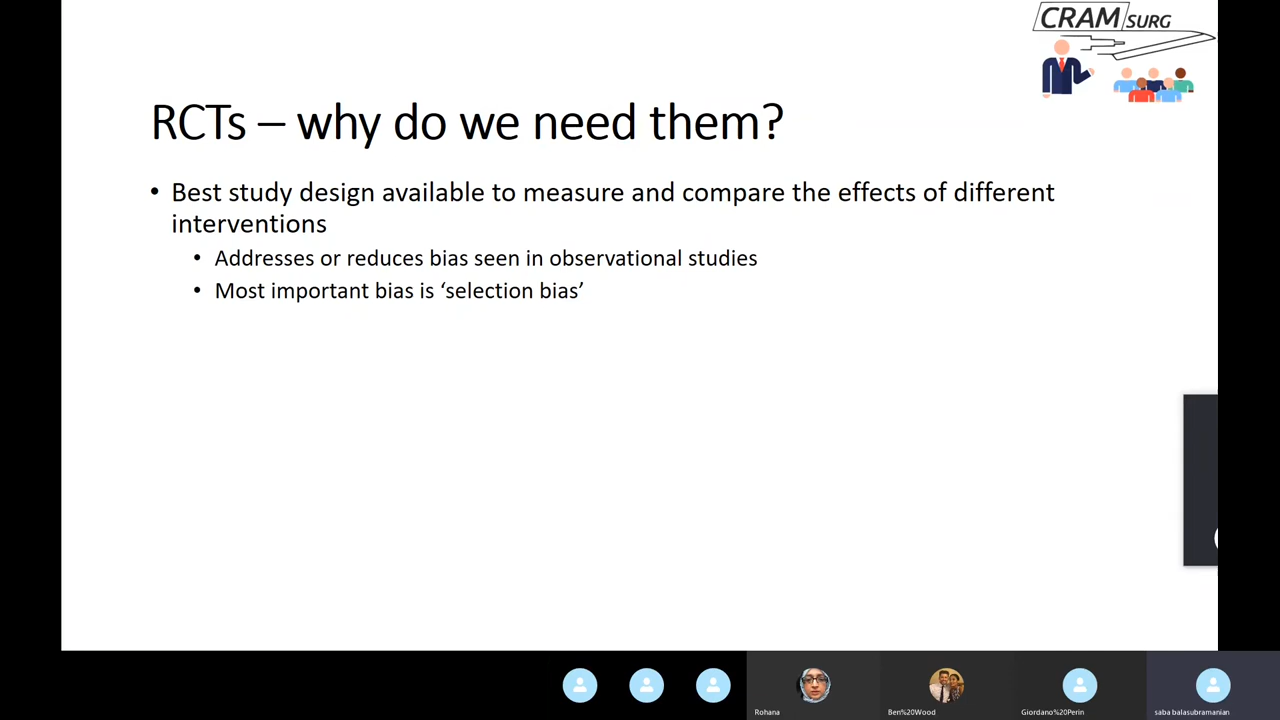 CRAM SURG
RCTs – why do we need them?
• Best study design available to measure and compare the effects of different
interventions
• Addresses or reduces bias seen in observational studies
• Most important bias is ‘selection bias’
Rohana
Ben%20Wood
Giordano%20Perin
saba balasubramanian